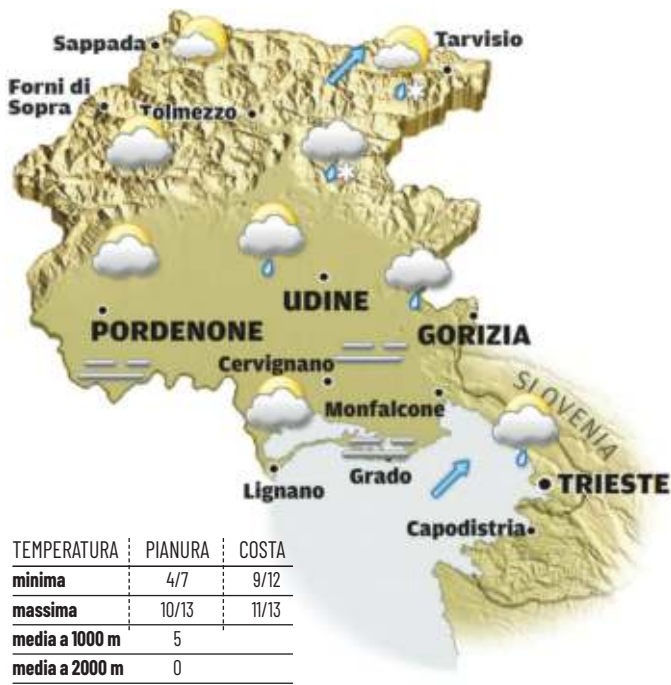 Sappada
Tarvisio
Forni di
Sopra
Tolmezzo
UDINE
PORDENONE
GORIZIA
Cervignano
SLOVENIA
Monfalcone
Grado
Lignano
TRIESTE
Capodistria
TEMPERATURA PIANURA COSTA
minima 4/7 9/12
massima 10/13 11/13
media a 1000 m 5
media a 2000 m 0